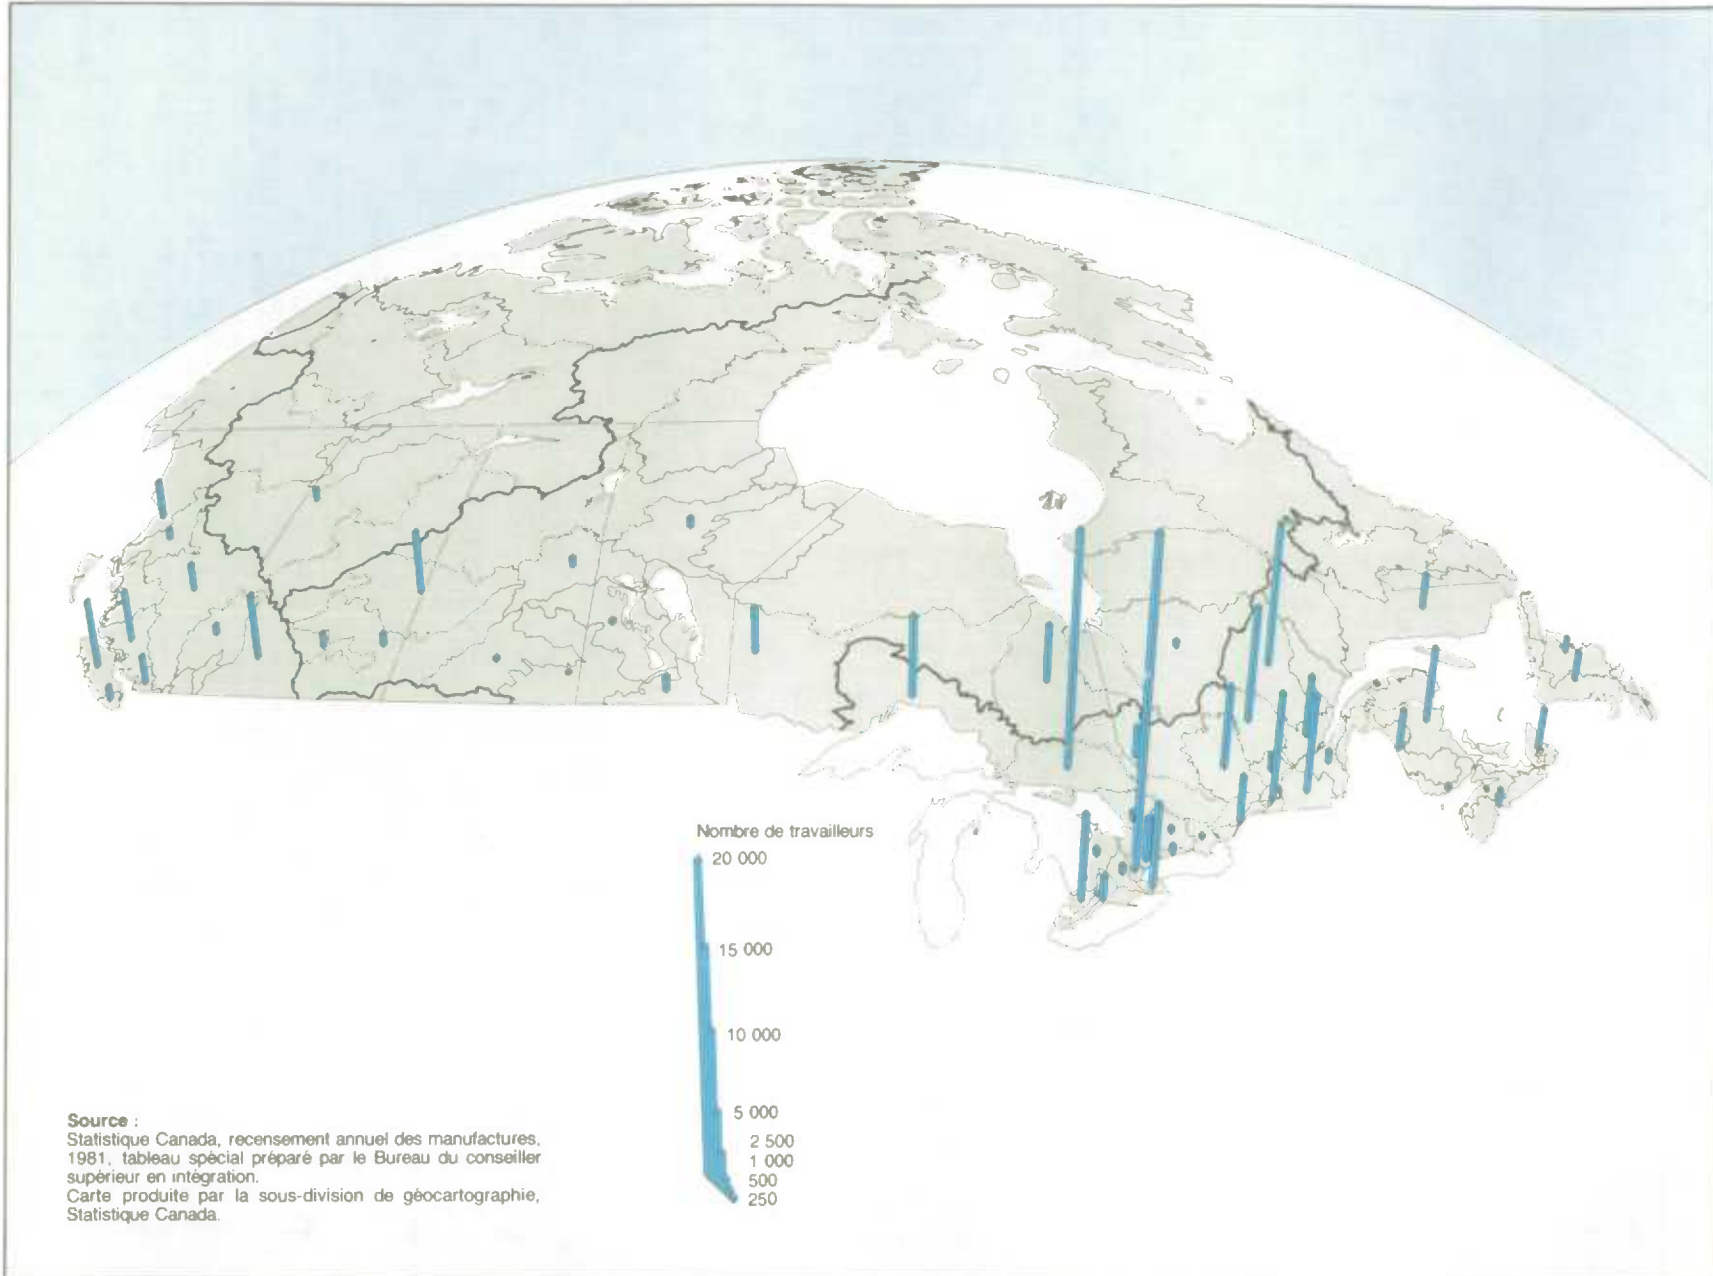 Nombre de travailleurs
20 000
15 000
10 000
5 000
2 500
1 000
500
250
Source :
Statistique Canada, recensement annuel des manufactures,
1981, tableau spécial préparé par le Bureau du conseiller
supérieur en intégration.
Carte produite par la sous-division de géocartographie,
Statistique Canada.